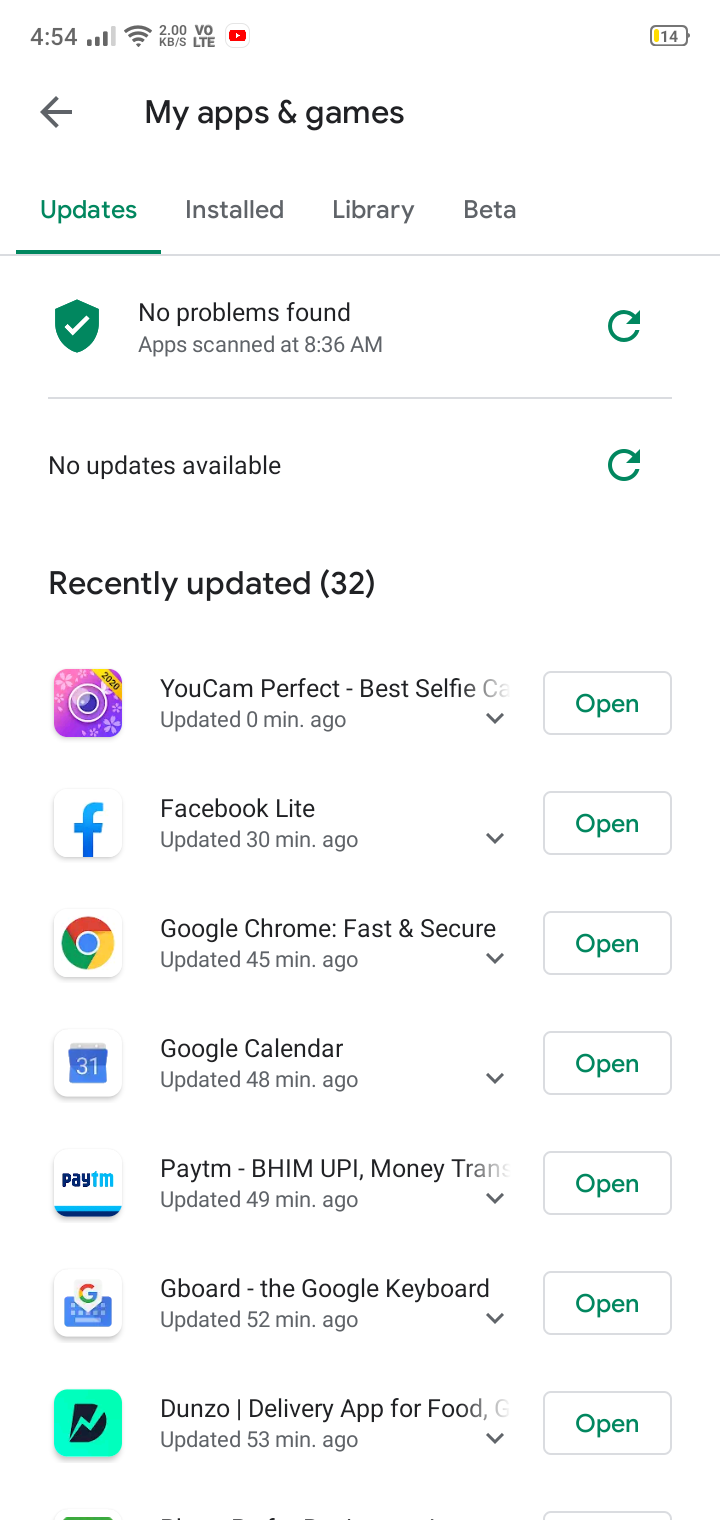 4:54 2.00 KB/S VO LTE 14
My apps & games
Updates Installed Library Beta
No problems found
Apps scanned at 8:36 AM
No updates available
Recently updated (32)
2020
YouCam Perfect - Best Selfie Ca
Updated 0 min. ago
Open
Facebook Lite
Updated 30 min. ago
Open
Google Chrome: Fast & Secure
Updated 45 min. ago
Open
31
Google Calendar
Updated 48 min. ago
Open
paytm
Paytm - BHIM UPI, Money Trans
Updated 49 min. ago
Open
G
Gboard - the Google Keyboard
Updated 52 min. ago
Open
Dunzo | Delivery App for Food, G
Updated 53 min. ago
Open